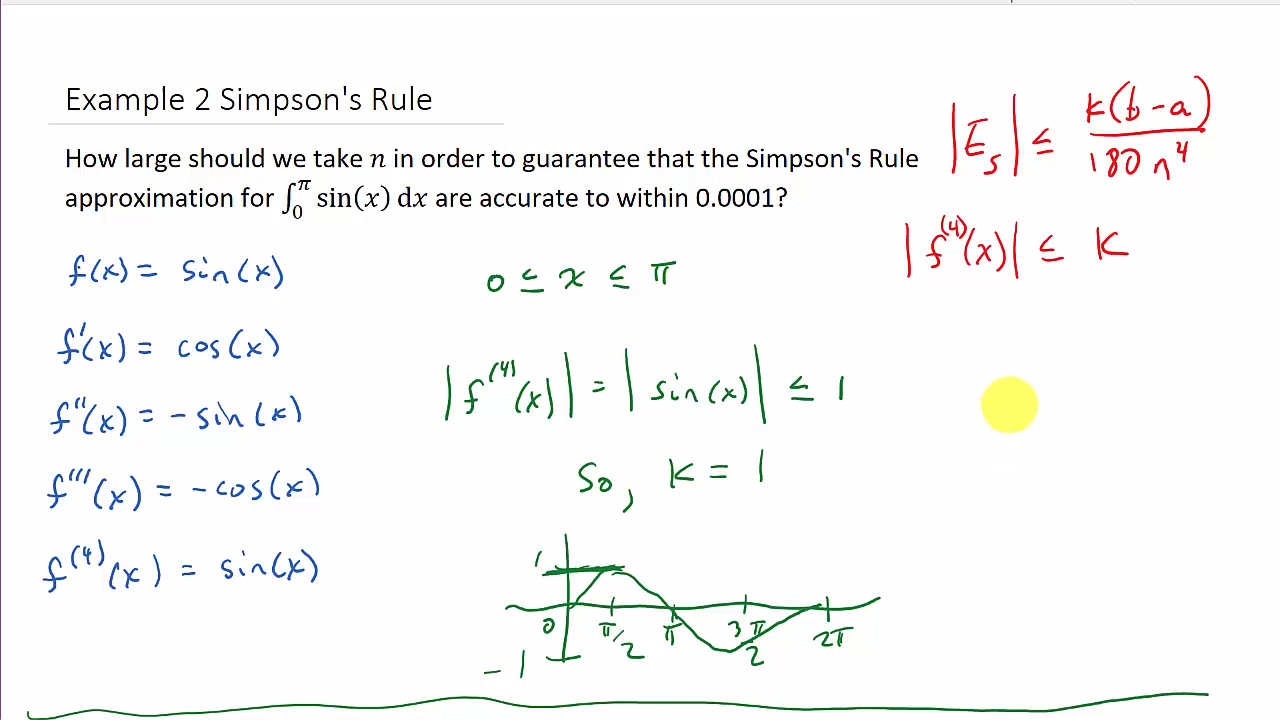 Example 2 Simpson's Rule
How large should we take n in order to guarantee that the Simpson's Rule
approximation for ∫₀^π sin(x) dx are accurate to within 0.0001?
|E_s| ≤ k(b-a) / 180 n⁴
|f⁽⁴⁾(x)| ≤ K
f(x) = sin(x)
f'(x) = cos(x)
f''(x) = -sin(x)
f'''(x) = -cos(x)
f⁽⁴⁾(x) = sin(x)
0 ≤ x ≤ π
|f⁽⁴⁾(x)| = |sin(x)| ≤ 1
So, K = 1
1
0 π/2 π 3π/2 2π
-1